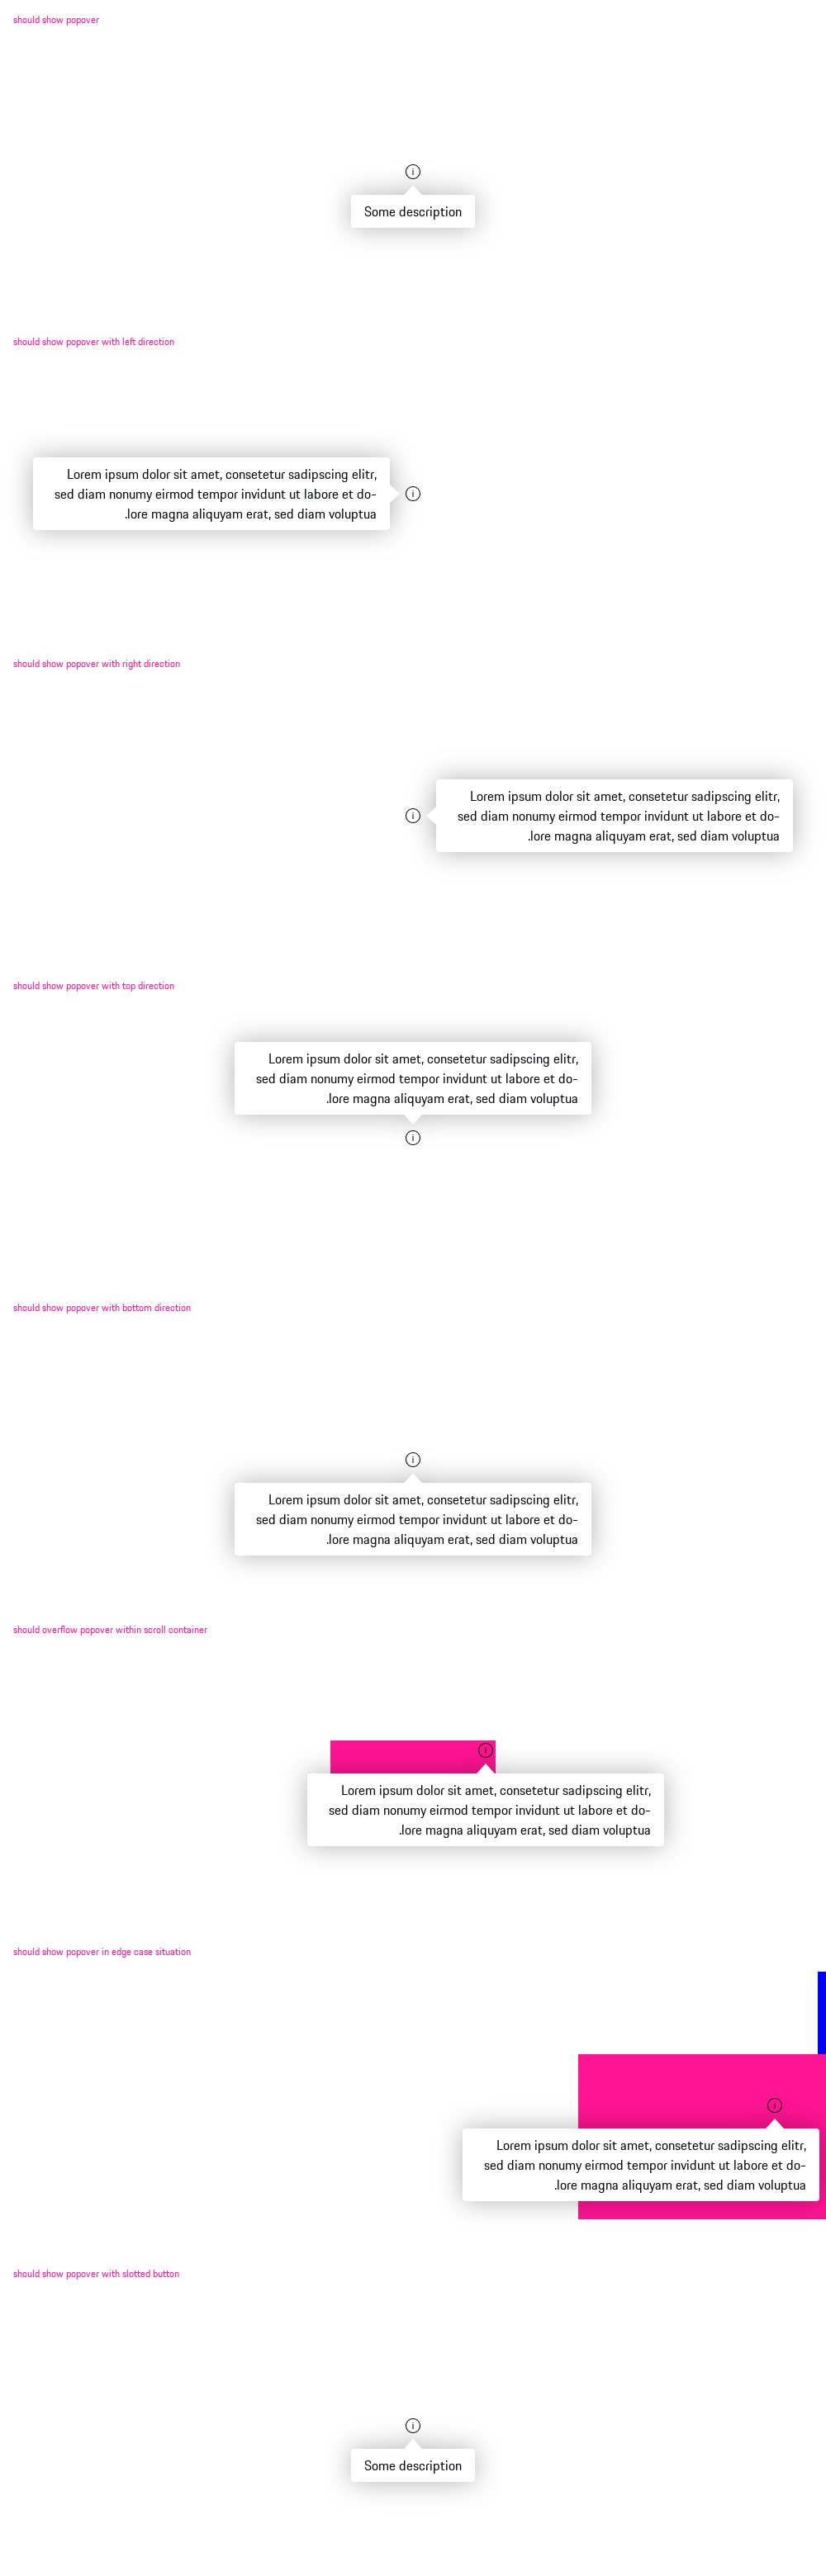 should show popover
i
Some description
should show popover with left direction
Lorem ipsum dolor sit amet, consetetur sadipscing elitr,
sed diam nonumy eirmod tempor invidunt ut labore et do-
.lore magna aliquyam erat, sed diam voluptua
i
should show popover with right direction
i
Lorem ipsum dolor sit amet, consetetur sadipscing elitr,
sed diam nonumy eirmod tempor invidunt ut labore et do-
.lore magna aliquyam erat, sed diam voluptua
should show popover with top direction
Lorem ipsum dolor sit amet, consetetur sadipscing elitr,
sed diam nonumy eirmod tempor invidunt ut labore et do-
.lore magna aliquyam erat, sed diam voluptua
i
should show popover with bottom direction
i
Lorem ipsum dolor sit amet, consetetur sadipscing elitr,
sed diam nonumy eirmod tempor invidunt ut labore et do-
.lore magna aliquyam erat, sed diam voluptua
should overflow popover within scroll container
i
Lorem ipsum dolor sit amet, consetetur sadipscing elitr,
sed diam nonumy eirmod tempor invidunt ut labore et do-
.lore magna aliquyam erat, sed diam voluptua
should show popover in edge case situation
i
Lorem ipsum dolor sit amet, consetetur sadipscing elitr,
sed diam nonumy eirmod tempor invidunt ut labore et do-
.lore magna aliquyam erat, sed diam voluptua
should show popover with slotted button
i
Some description